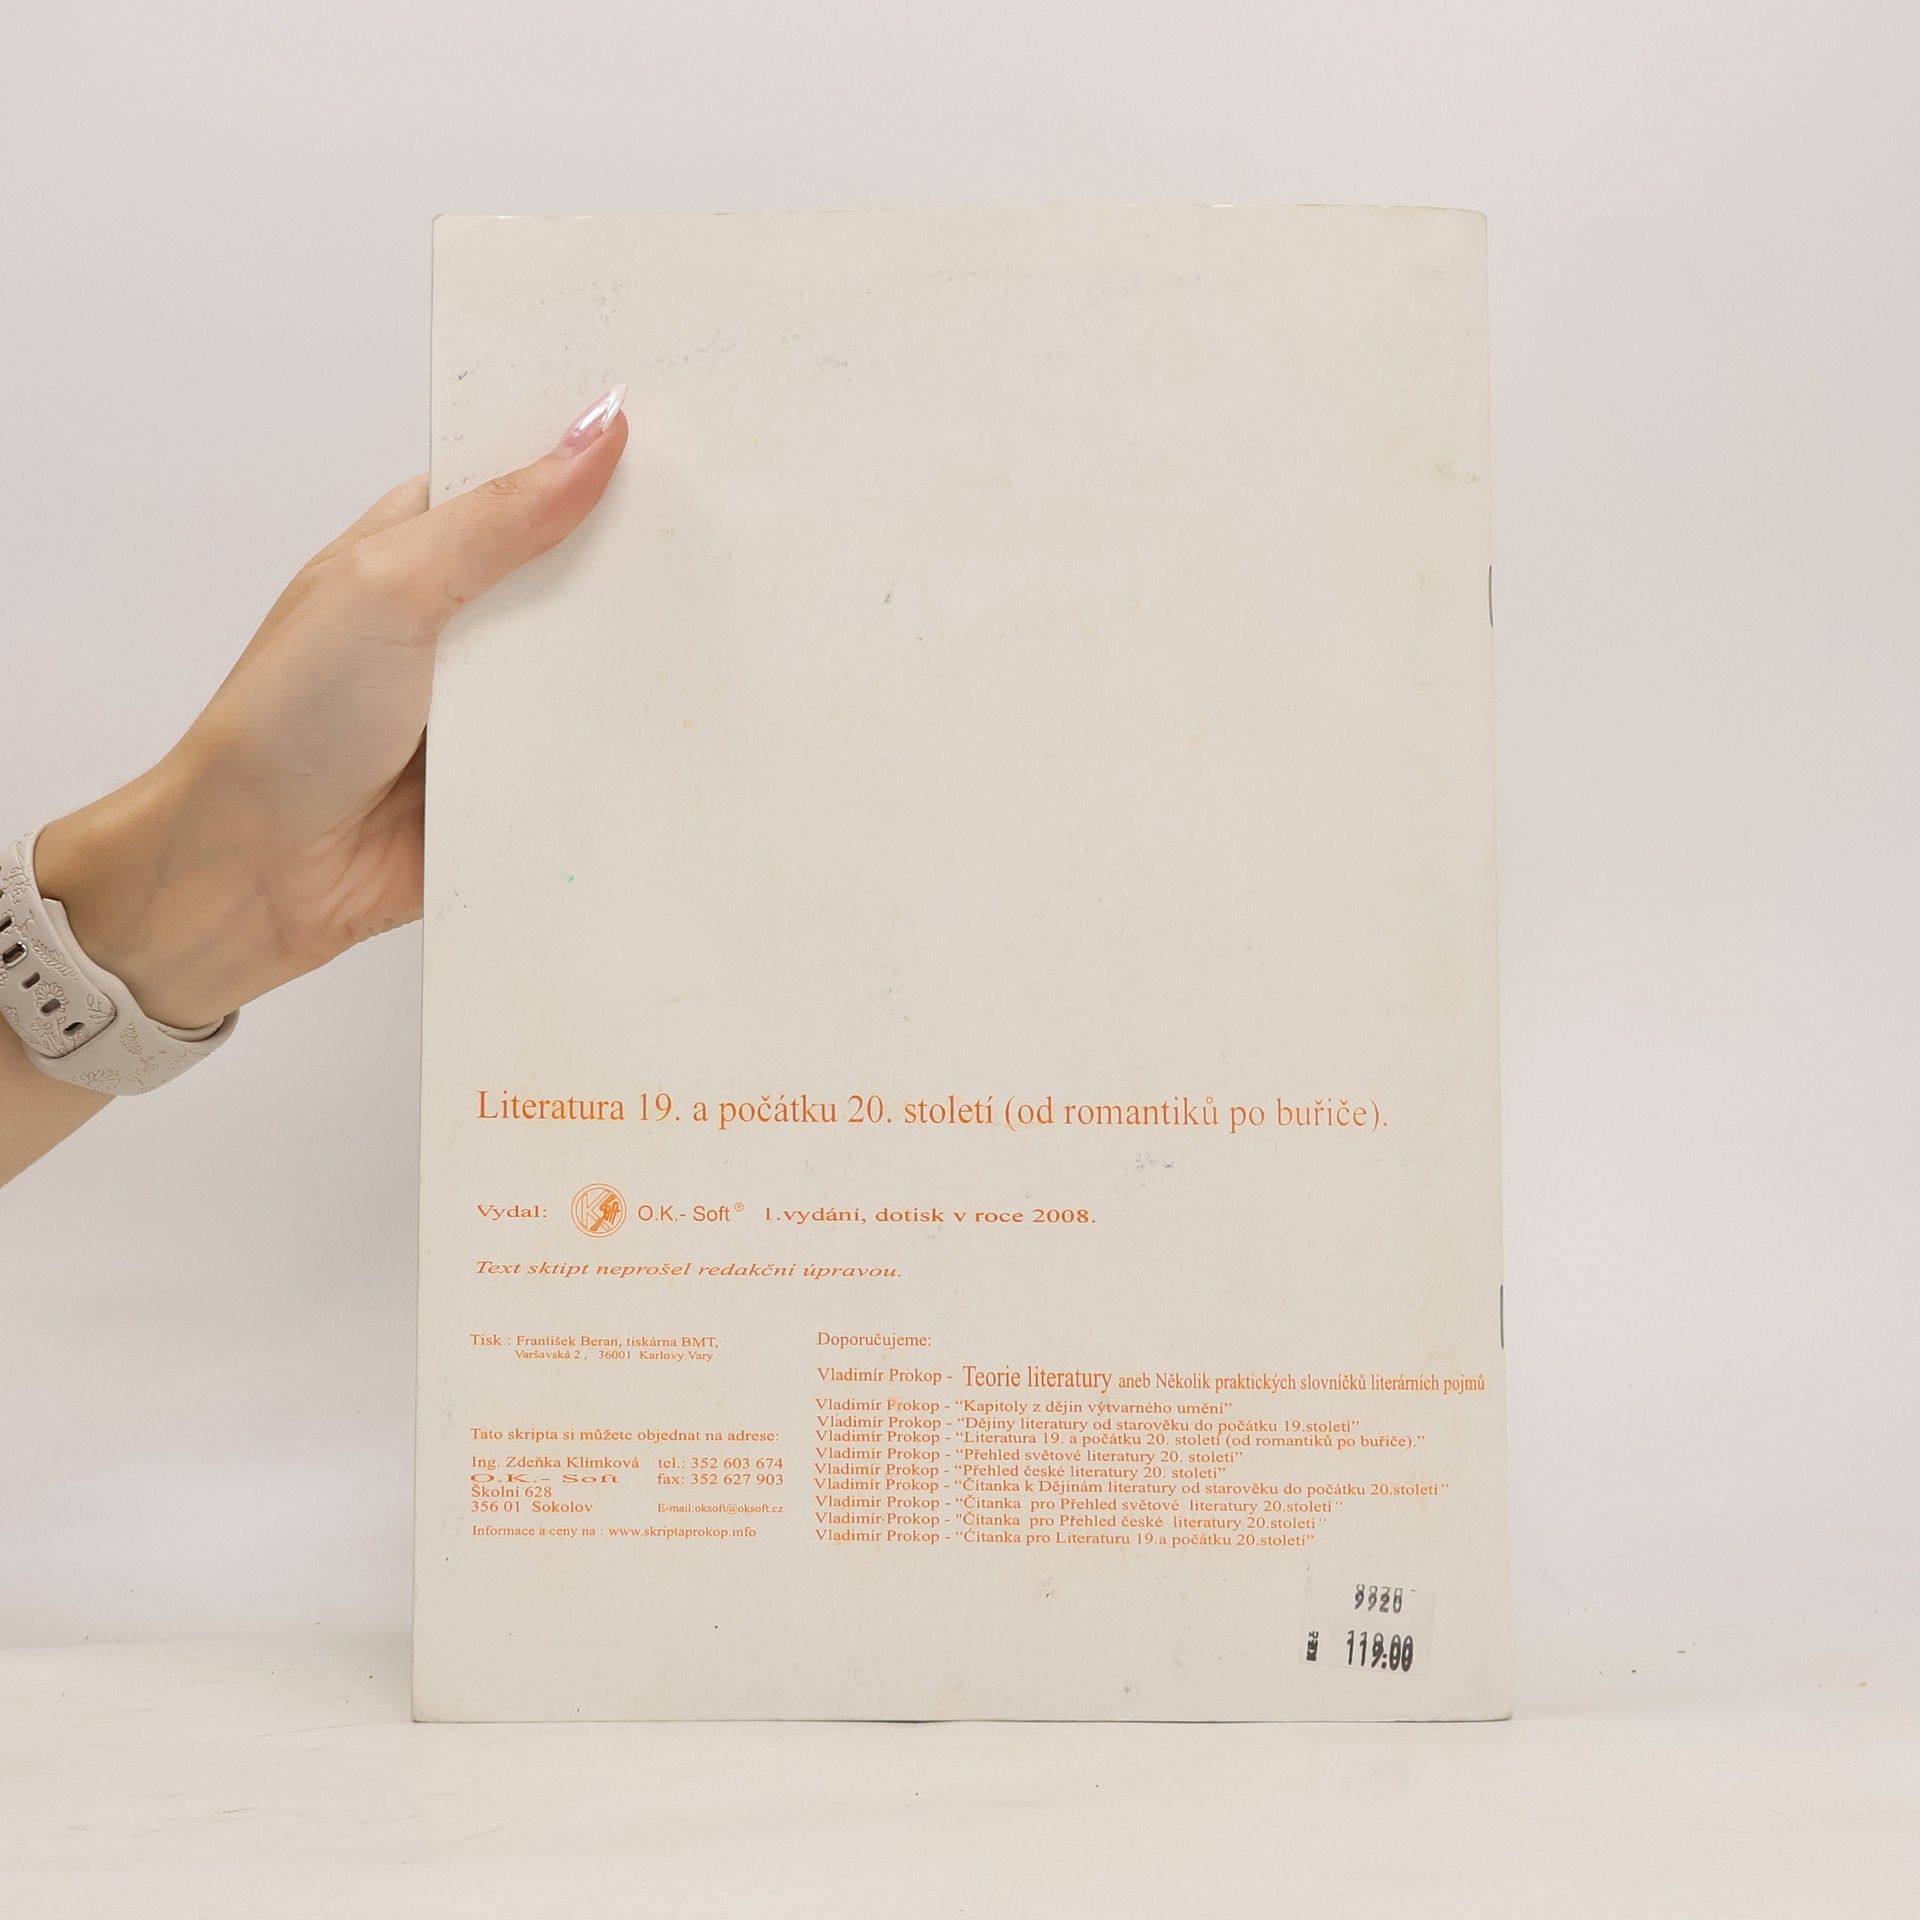 Literatura 19. a počátku 20. století (od romantiků po buřiče).
Vydal: O.K.- Soft® 1.vydání, dotisk v roce 2008.
Text sktipt neprošel redakční úpravou.
Tisk : František Beran, tiskárna BMT,
Varšavská 2 , 36001 Karlovy Vary
Tato skripta si můžete objednat na adrese:
Ing. Zdeňka Klímková tel.: 352 603 674
O.K.- Soft fax: 352 627 903
Školní 628
356 01 Sokolov E-mail:oksoft@oksoft.cz
Informace a ceny na : www.skriptaprokop.info
Doporučujeme:
Vladimír Prokop - Teorie literatury aneb Několik praktických slovníčků literárních pojmů
Vladimír Prokop - “Kapitoly z dějin výtvarného umění”
Vladimír Prokop - “Dějiny literatury od starověku do počátku 19.století”
Vladimír Prokop - “Literatura 19. a počátku 20. století (od romantiků po buřiče).”
Vladimír Prokop - “Přehled světové literatury 20. století”
Vladimír Prokop - “Přehled české literatury 20. století”
Vladimír Prokop - “Čítanka k Dějinám literatury od starověku do počátku 20.století”
Vladimír Prokop - “Čítanka pro Přehled světové literatury 20.století“
Vladimír Prokop - "Čítanka pro Přehled české literatury 20.století“
Vladimír Prokop - “Čítanka pro Literaturu 19.a počátku 20.století”
Kč 119.00